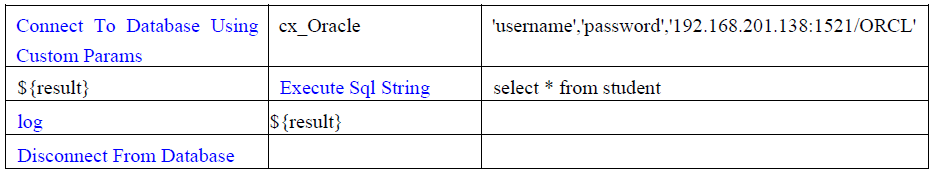 Connect To Database Using cx_Oracle 'username','password','192.168.201.138:1521/ORCL'
Custom Params
${result} Execute Sql String select * from student
log ${result}
Disconnect From Database